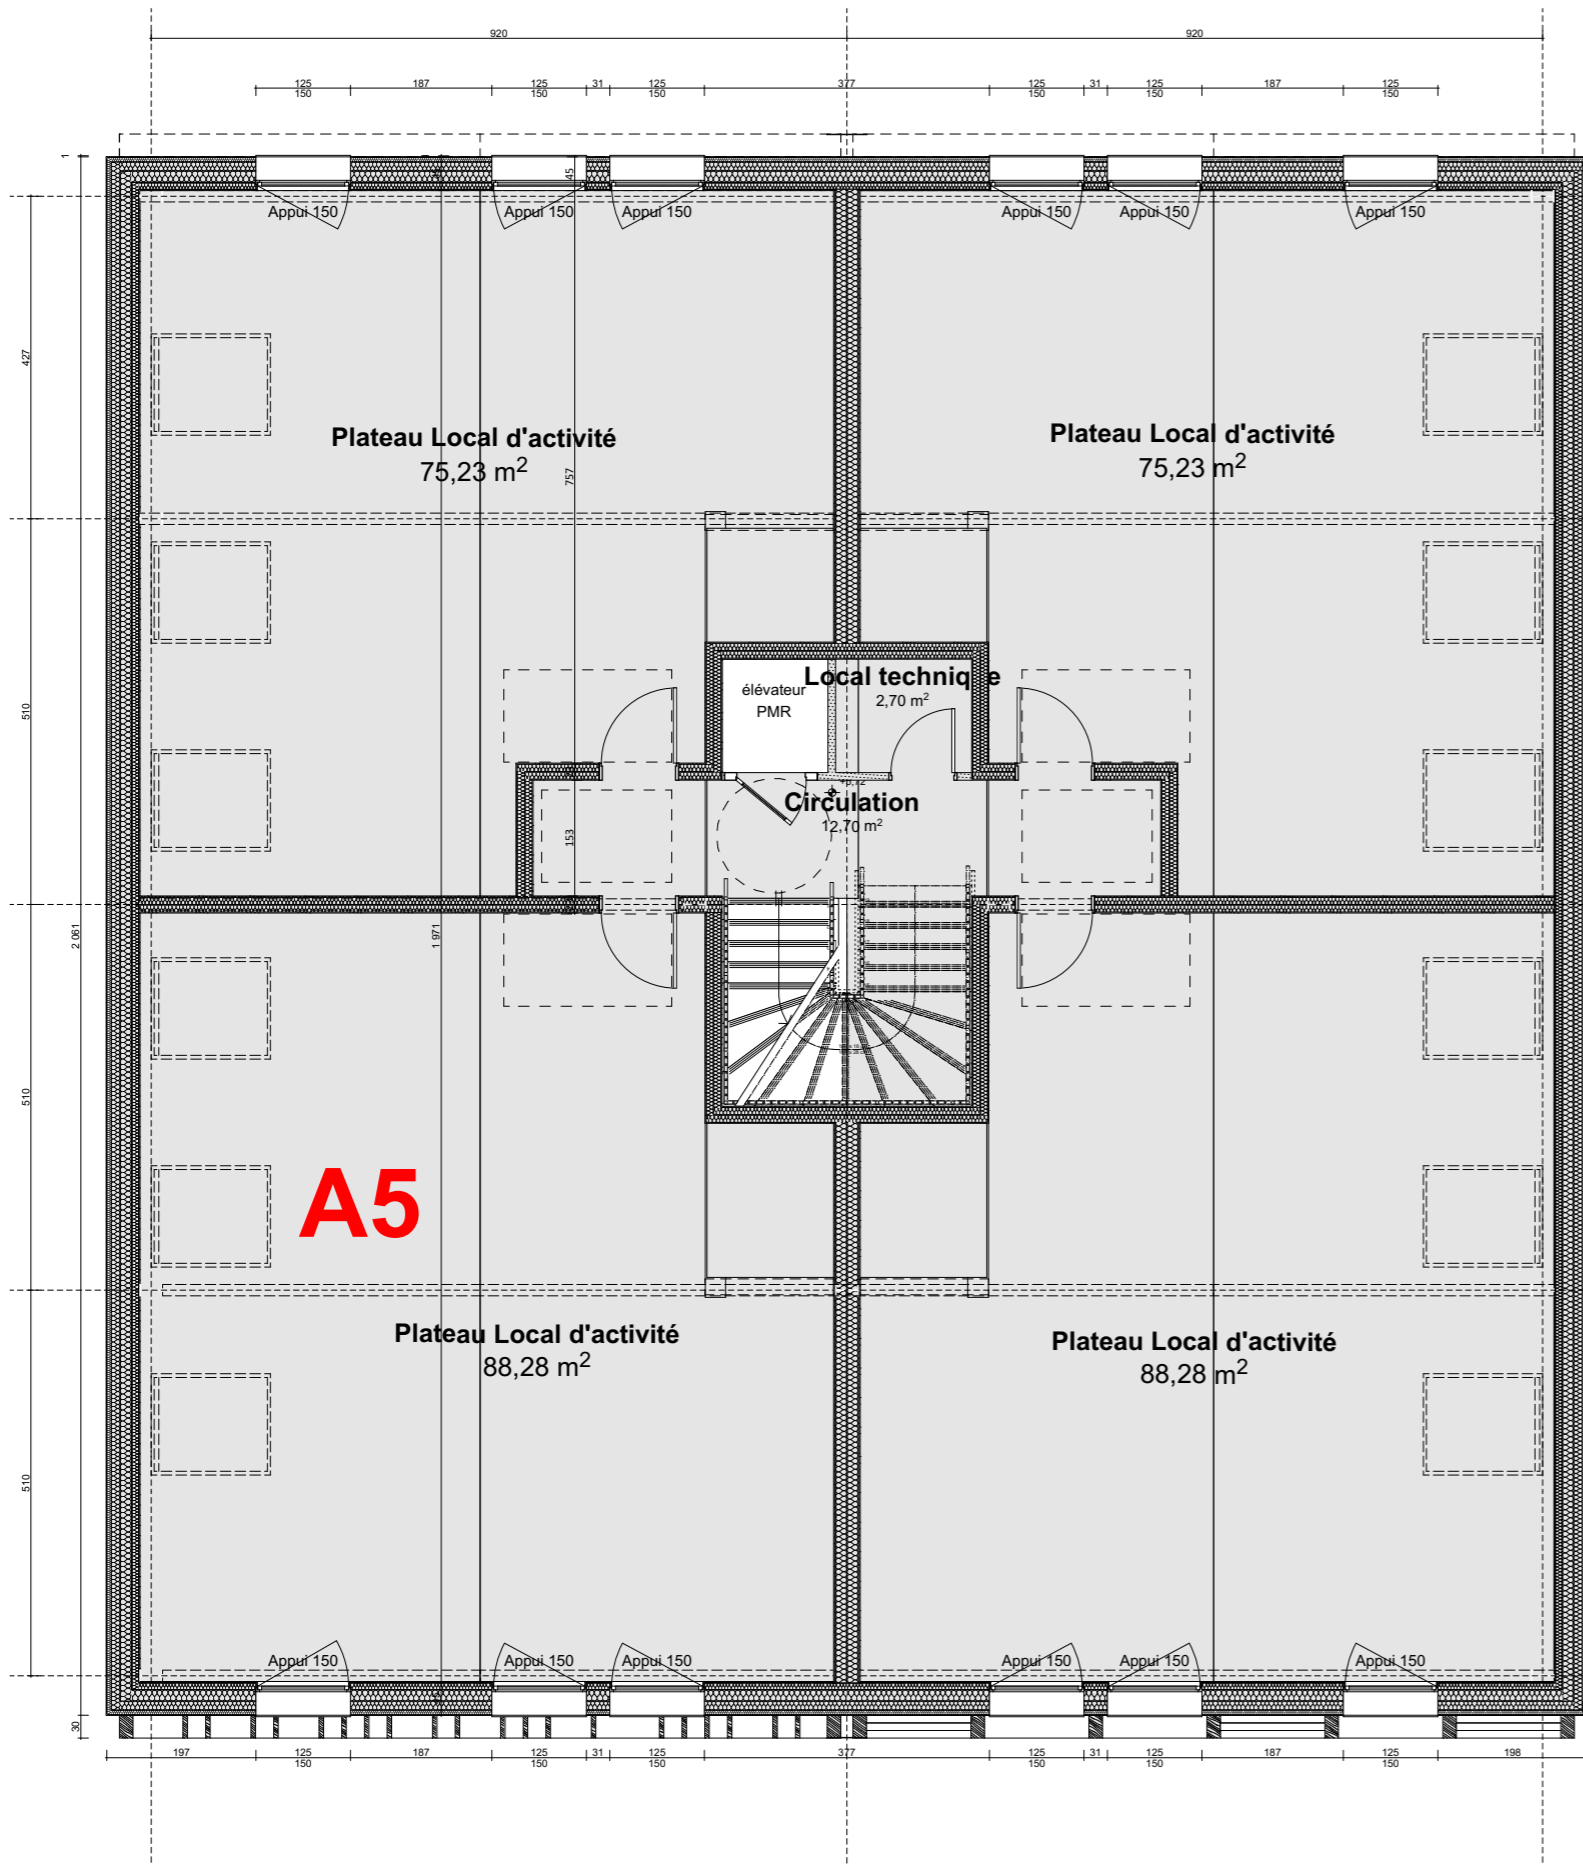 920 920
125 187 125 31 125 377 125 31 125 187 125
150 150 150 150 150 150
1
45
Appui 150 Appui 150 Appui 150 Appui 150 Appui 150 Appui 150
427
Plateau Local d'activité
75,23 m²
Plateau Local d'activité
75,23 m²
757
510
élévateur
PMR
Local technique
2,70 m²
Circulation
12,70 m²
153
2 061
1 971
510
A5
Plateau Local d'activité
88,28 m²
Plateau Local d'activité
88,28 m²
510
Appui 150 Appui 150 Appui 150 Appui 150 Appui 150 Appui 150
30
197 125 187 125 31 125 377 125 31 125 187 125 198
150 150 150 150 150 150